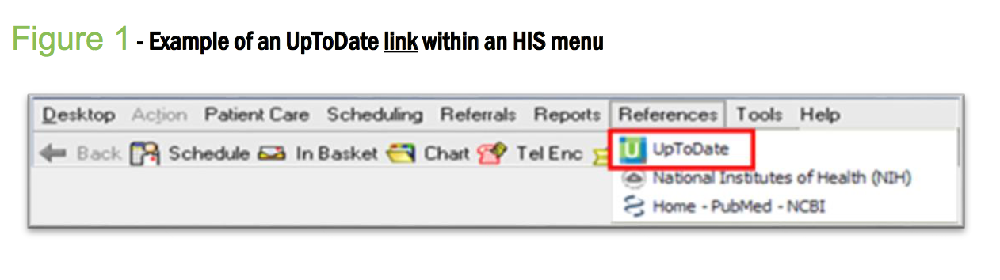 Figure 1 - Example of an UpToDate link within an HIS menu
Desktop Action Patient Care Scheduling Referrals Reports References Tools Help
Back Schedule In Basket Chart Tel Enc U UpToDate
National Institutes of Health (NIH)
Home - PubMed - NCBI